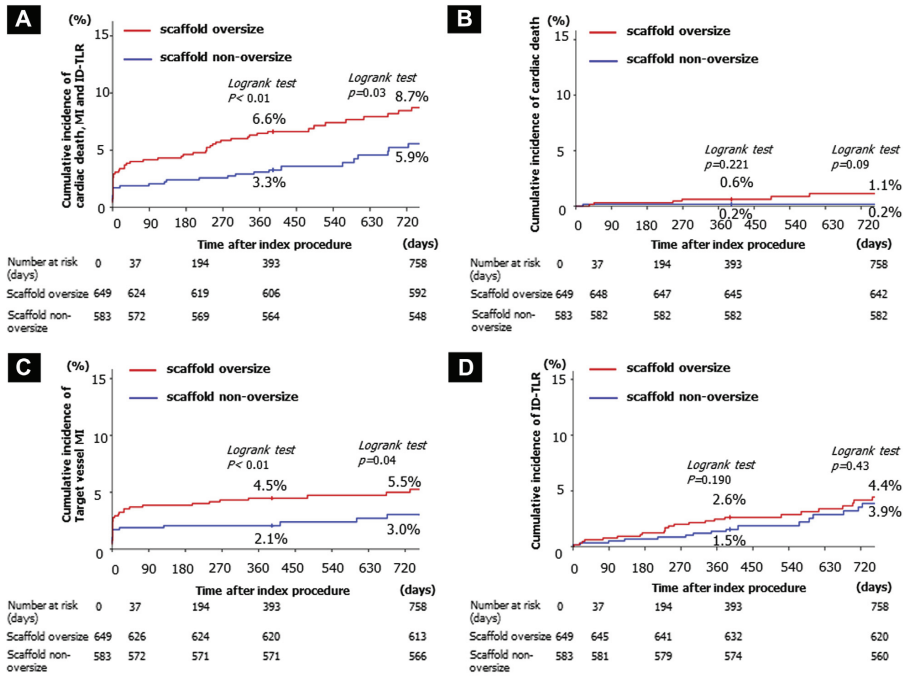 A
(%)
15
10
5
0
Cumulative incidence of
cardiac death, MI and ID-TLR
scaffold oversize
scaffold non-oversize
Logrank test
P< 0.01
6.6%
3.3%
Logrank test
p=0.03
8.7%
5.9%
0 90 180 270 360 450 540 630 720
Time after index procedure (days)
Number at risk 0 37 194 393 758
(days)
Scaffold oversize 649 624 619 606 592
Scaffold non- 583 572 569 564 548
oversize
B
(%)
15
10
5
0
Cumulative incidence of cardiac death
scaffold oversize
scaffold non-oversize
Logrank test
p=0.221
0.6%
0.2%
Logrank test
p=0.09
1.1%
0.2%
0 90 180 270 360 450 540 630 720
Time after index procedure (days)
Number at risk 0 37 194 393 758
(days)
Scaffold oversize 649 648 647 645 642
Scaffold non- 583 582 582 582 582
oversize
C
(%)
15
10
5
0
Cumulative incidence of
Target vessel MI
scaffold oversize
scaffold non-oversize
Logrank test
P< 0.01
4.5%
2.1%
Logrank test
p=0.04
5.5%
3.0%
0 90 180 270 360 450 540 630 720
Time after index procedure (days)
Number at risk 0 37 194 393 758
(days)
Scaffold oversize 649 626 624 620 613
Scaffold non- 583 572 571 571 566
oversize
D
(%)
15
10
5
0
Cumulative incidence of ID-TLR
scaffold oversize
scaffold non-oversize
Logrank test
P=0.190
2.6%
1.5%
Logrank test
p=0.43
4.4%
3.9%
0 90 180 270 360 450 540 630 720
Time after index procedure (days)
Number at risk 0 37 194 393 758
(days)
Scaffold oversize 649 645 641 632 620
Scaffold non- 583 581 579 574 560
oversize